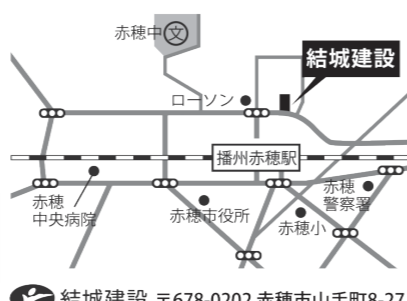 赤穂中
文
結城建設
ローソン
播州赤穂駅
赤穂
中央病院
赤穂市役所
赤穂小
赤穂
警察署
結城建設 〒678-0202 赤穂市山手町8-27